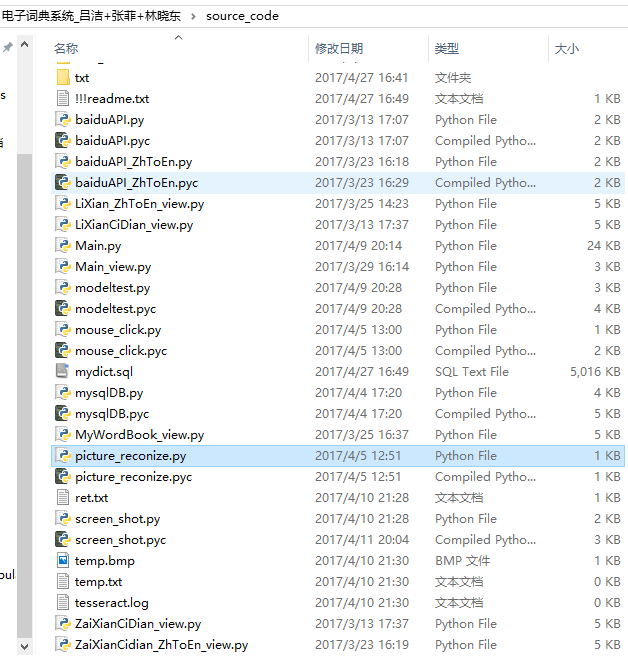 电子词典系统_吕洁+张菲+林晓东 > source_code
名称 修改日期 类型 大小
txt 2017/4/27 16:41 文件夹
!!!readme.txt 2017/4/27 16:49 文本文档 1 KB
baiduAPI.py 2017/3/13 17:07 Python File 2 KB
baiduAPI.pyc 2017/3/13 17:07 Compiled Pytho... 2 KB
baiduAPI_ZhToEn.py 2017/3/23 16:18 Python File 2 KB
baiduAPI_ZhToEn.pyc 2017/3/23 16:29 Compiled Pytho... 2 KB
LiXian_ZhToEn_view.py 2017/3/25 14:23 Python File 5 KB
LiXianCiDian_view.py 2017/3/13 17:37 Python File 5 KB
Main.py 2017/4/9 20:14 Python File 24 KB
Main_view.py 2017/3/29 16:14 Python File 3 KB
modeltest.py 2017/4/9 20:28 Python File 3 KB
modeltest.pyc 2017/4/9 20:28 Compiled Pytho... 4 KB
mouse_click.py 2017/4/5 13:00 Python File 1 KB
mouse_click.pyc 2017/4/5 13:00 Compiled Pytho... 2 KB
mydict.sql 2017/4/27 16:49 SQL Text File 5,016 KB
mysqlDB.py 2017/4/4 17:20 Python File 4 KB
mysqlDB.pyc 2017/4/4 17:20 Compiled Pytho... 5 KB
MyWordBook_view.py 2017/3/25 16:37 Python File 5 KB
picture_reconize.py 2017/4/5 12:51 Python File 1 KB
picture_reconize.pyc 2017/4/5 12:51 Compiled Pytho... 1 KB
ret.txt 2017/4/10 21:28 文本文档 1 KB
screen_shot.py 2017/4/10 21:28 Python File 2 KB
screen_shot.pyc 2017/4/11 20:04 Compiled Pytho... 3 KB
temp.bmp 2017/4/10 21:30 BMP 文件 1 KB
temp.txt 2017/4/10 21:30 文本文档 0 KB
tesseract.log 2017/4/10 21:30 文本文档 0 KB
ZaiXianCiDian_view.py 2017/3/13 17:37 Python File 5 KB
ZaiXianCidian_ZhToEn_view.py 2017/3/23 16:19 Python File 5 KB